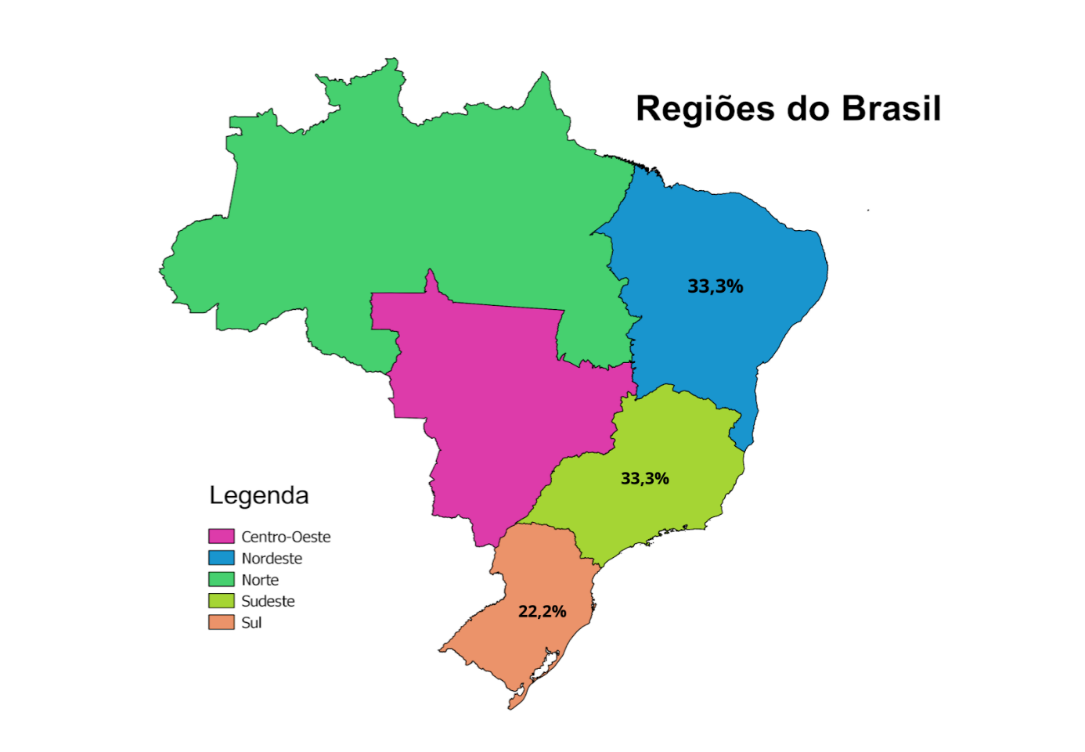 Regiões do Brasil
33,3%
33,3%
22,2%
Legenda
Centro-Oeste
Nordeste
Norte
Sudeste
Sul